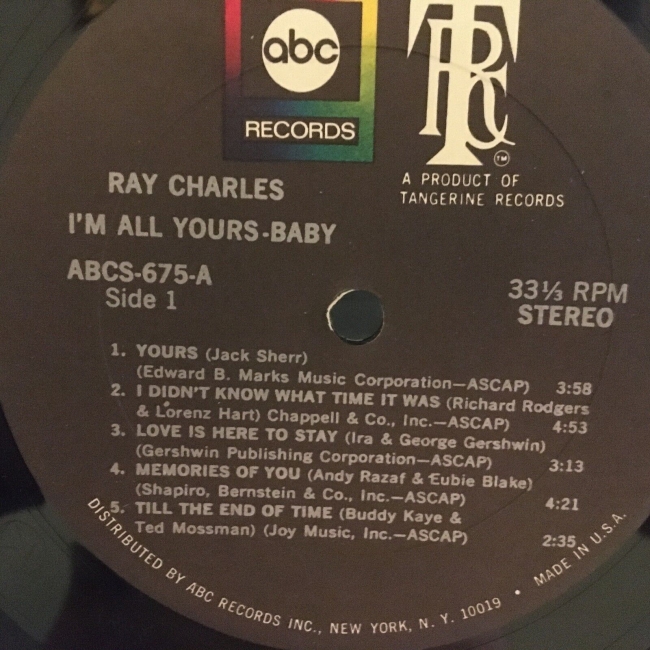 abc
RECORDS
TRC
TM
A PRODUCT OF
TANGERINE RECORDS
RAY CHARLES
I'M ALL YOURS-BABY
ABCS-675-A
Side 1
33⅓ RPM
STEREO
1. YOURS (Jack Sherr)
(Edward B. Marks Music Corporation—ASCAP) 3:58
2. I DIDN'T KNOW WHAT TIME IT WAS (Richard Rodgers
& Lorenz Hart) Chappell & Co., Inc.—ASCAP) 4:53
3. LOVE IS HERE TO STAY (Ira & George Gershwin)
(Gershwin Publishing Corporation—ASCAP) 3:13
4. MEMORIES OF YOU (Andy Razaf & Eubie Blake)
(Shapiro, Bernstein & Co., Inc.—ASCAP) 4:21
5. TILL THE END OF TIME (Buddy Kaye &
Ted Mossman) (Joy Music, Inc.—ASCAP) 2:35
DISTRIBUTED BY ABC RECORDS INC., NEW YORK, N. Y. 10019 • MADE IN U.S.A.